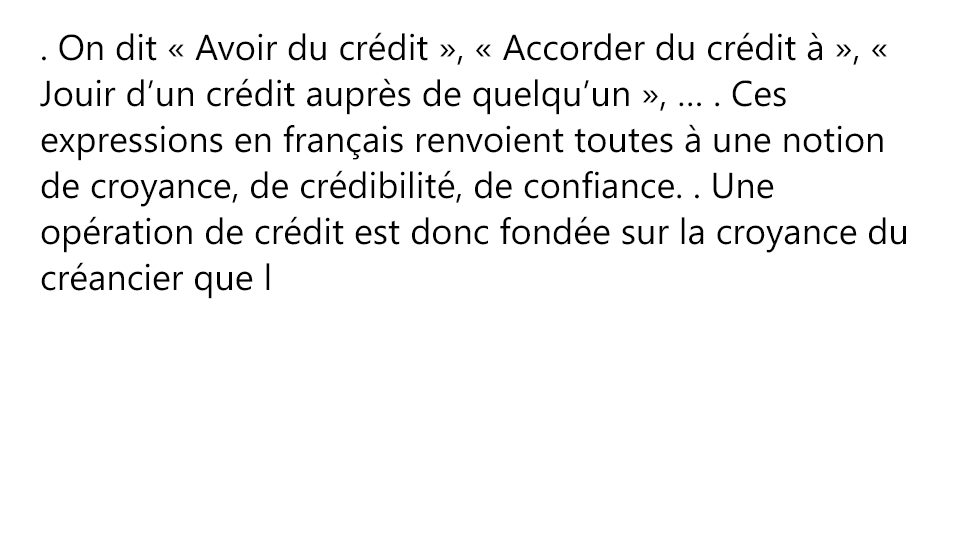 . On dit « Avoir du crédit », « Accorder du crédit à », «
Jouir d’un crédit auprès de quelqu’un », … . Ces
expressions en français renvoient toutes à une notion
de croyance, de crédibilité, de confiance. . Une
opération de crédit est donc fondée sur la croyance du
créancier que l